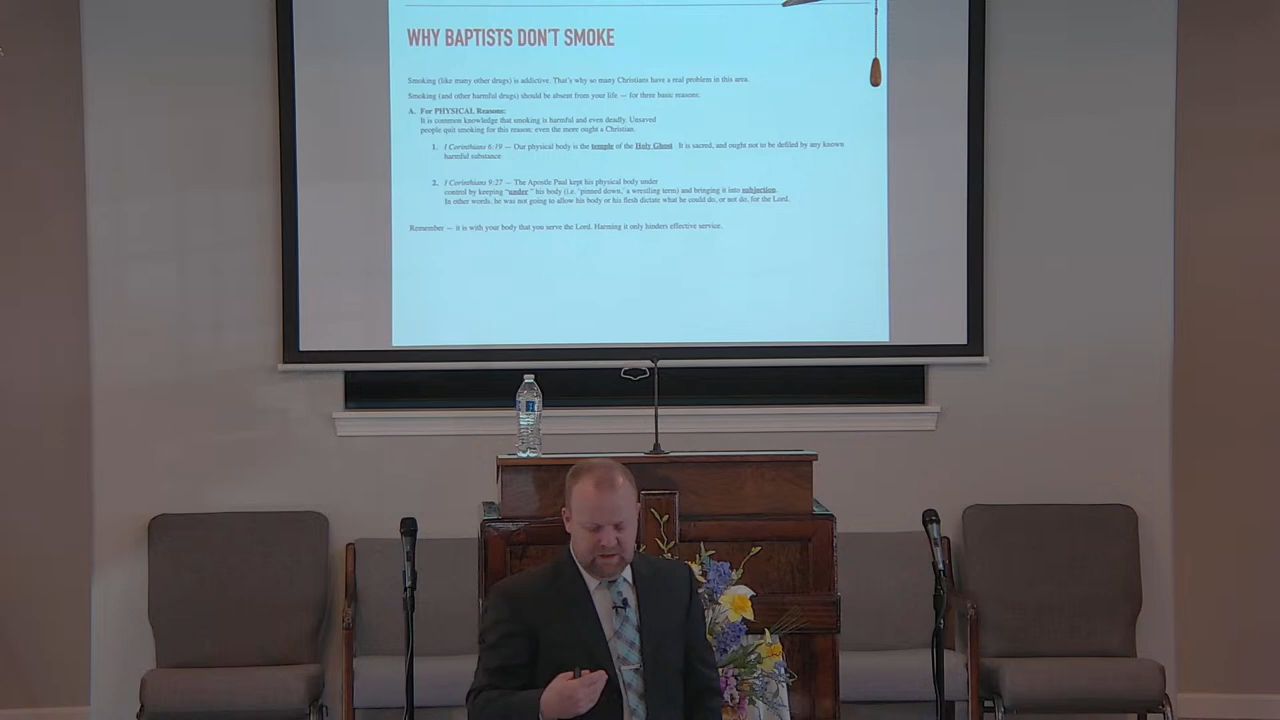 WHY BAPTISTS DON'T SMOKE
Smoking (like many other drugs) is addictive. That's why so many Christians have a real problem in this area.
Smoking (and other harmful drugs) should be absent from your life — for three basic reasons.
A. For PHYSICAL Reasons:
It is common knowledge that smoking is harmful and even deadly. Unsaved
people quit smoking for this reason; even the more ought a Christian.
1. I Corinthians 6:19 — Our physical body is the temple of the Holy Ghost. It is sacred, and ought not to be defiled by any known
harmful substance
2. I Corinthians 9:27 — The Apostle Paul kept his physical body under
control by keeping "under" his body (i.e. 'pinned down,' a wrestling term) and bringing it into subjection.
In other words, he was not going to allow his body or his flesh dictate what he could do, or not do, for the Lord.
Remember — it is with your body that you serve the Lord. Harming it only hinders effective service.